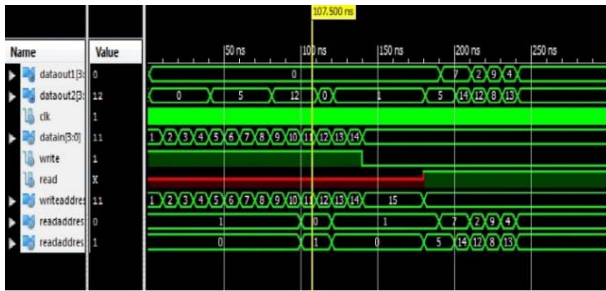 107.500 ns
Name Value 50 ns 100 ns 150 ns 200 ns 250 ns
dataout1[3: 0 0 7 2 9 4
dataout2[3: 12 0 5 12 0 1 5 14 12 8 13
clk 1
datain[3:0] 11 1 2 3 4 5 6 7 8 9 10 11 12 13 14
write 1
read X
writeaddres 11 1 2 3 4 5 6 7 8 9 10 11 12 13 14 15
readaddres 0 1 0 1 7 2 9 4
readaddres 1 0 1 0 5 14 12 8 13